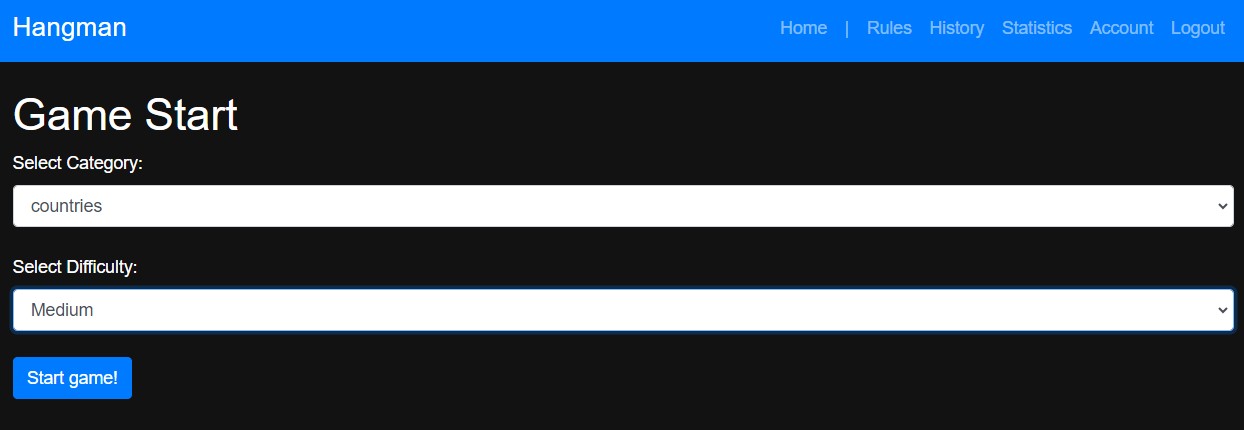 Hangman Home | Rules History Statistics Account Logout
Game Start
Select Category:
countries
Select Difficulty:
Medium
Start game!